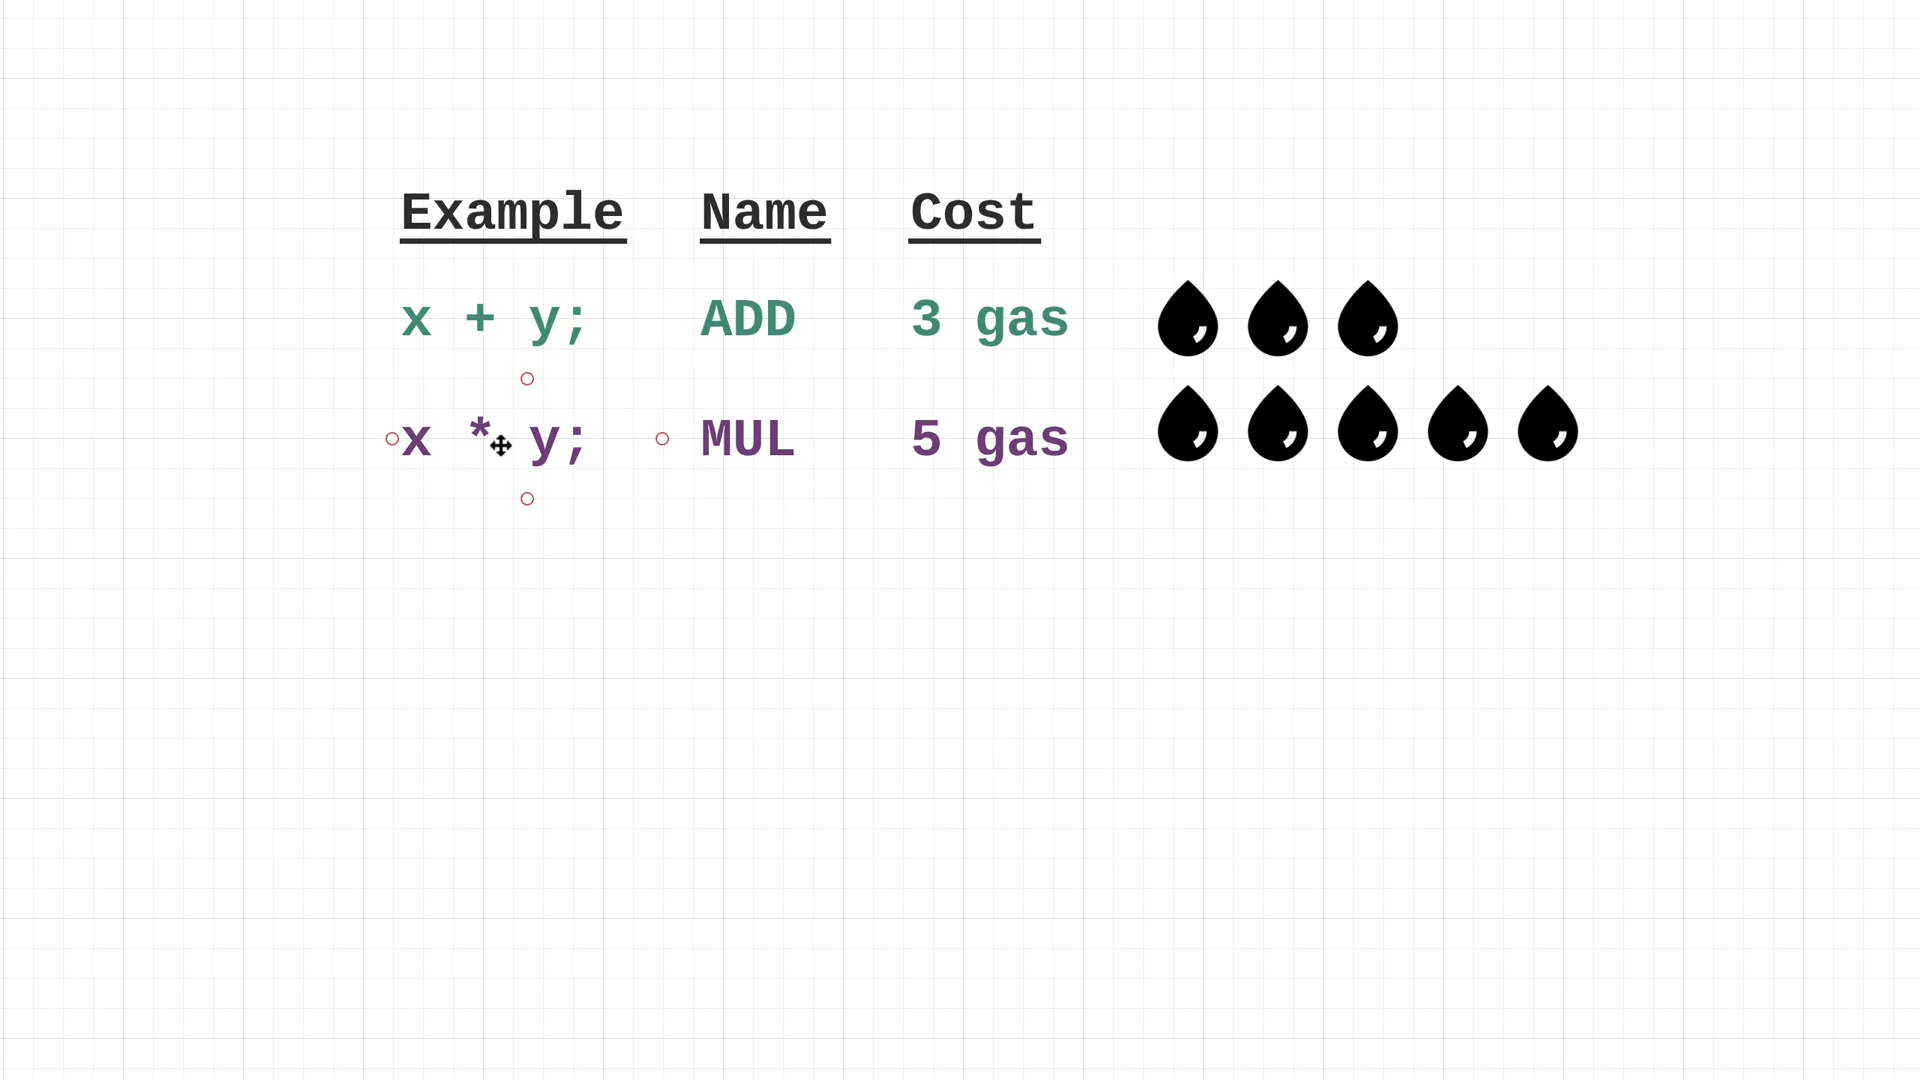 Example Name Cost
x + y; ADD 3 gas
x * y; MUL 5 gas